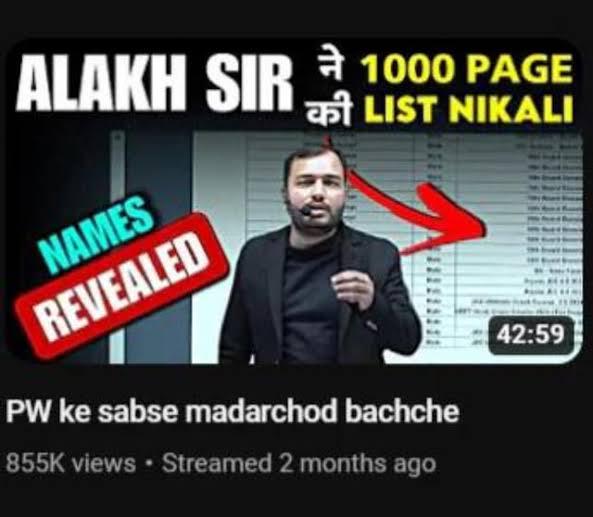 ALAKH SIR ने 1000 PAGE
की LIST NIKALI
NAMES
REVEALED
42:59
PW ke sabse madarchod bachche
855K views • Streamed 2 months ago